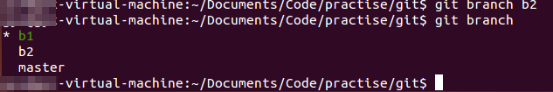 -virtual-machine:~/Documents/Code/practise/git$ git branch b2
-virtual-machine:~/Documents/Code/practise/git$ git branch
* b1
b2
master
-virtual-machine:~/Documents/Code/practise/git$